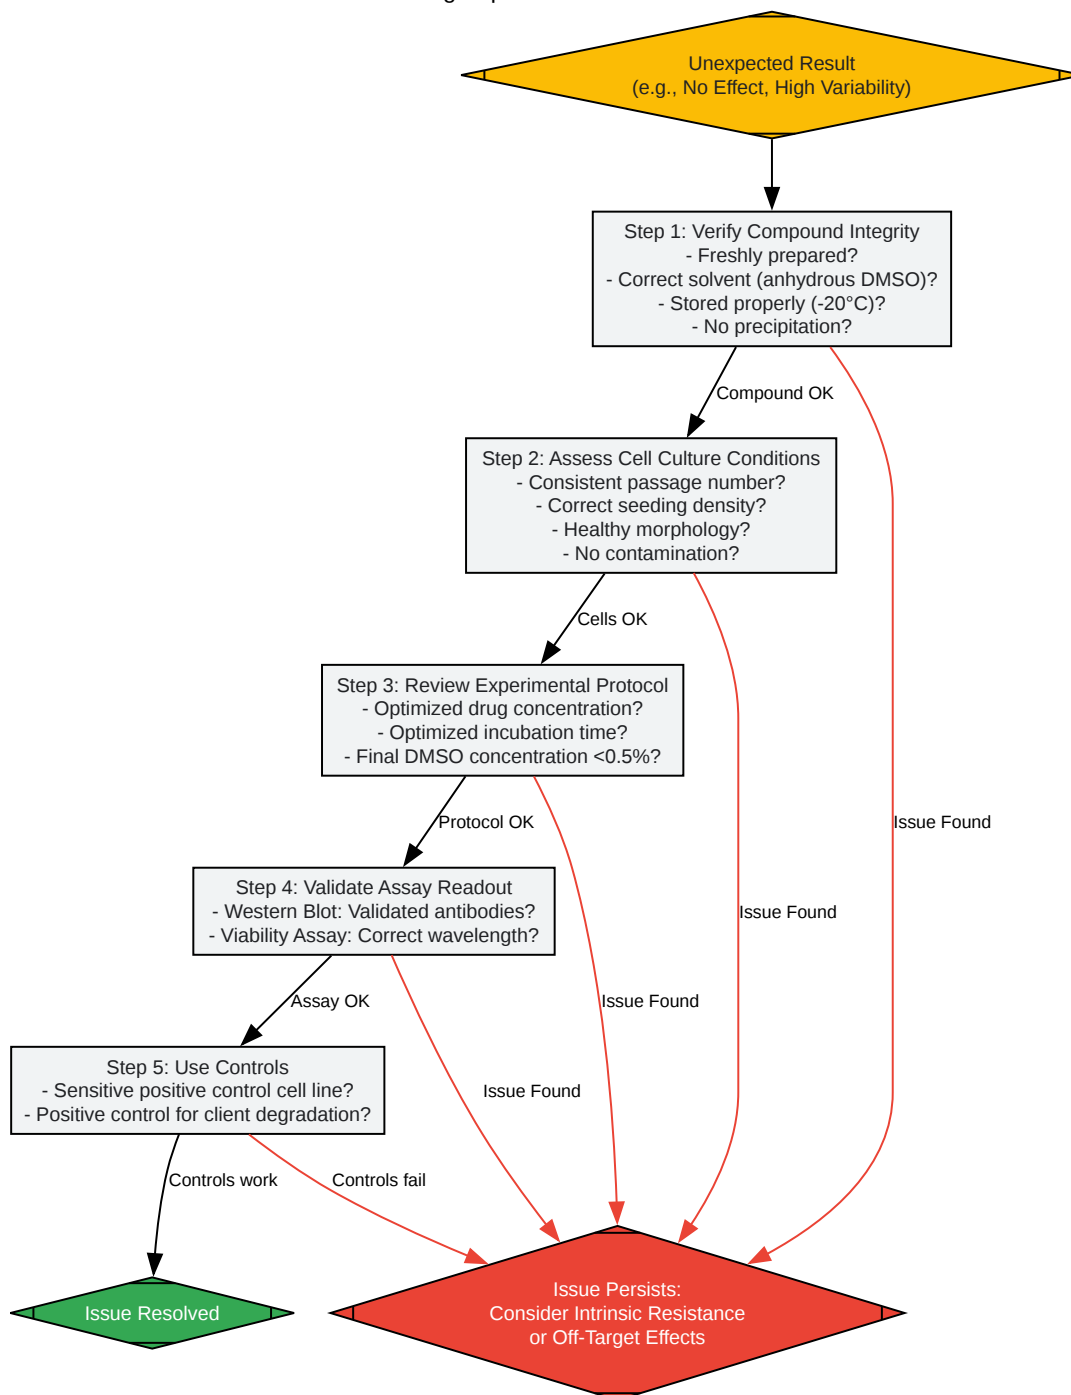 Unexpected Result
(e.g., No Effect, High Variability)
Step 1: Verify Compound Integrity
- Freshly prepared?
- Correct solvent (anhydrous DMSO)?
- Stored properly (-20°C)?
- No precipitation?
Compound OK
Step 2: Assess Cell Culture Conditions
- Consistent passage number?
- Correct seeding density?
- Healthy morphology?
- No contamination?
Cells OK
Step 3: Review Experimental Protocol
- Optimized drug concentration?
- Optimized incubation time?
- Final DMSO concentration <0.5%?
Protocol OK
Issue Found
Step 4: Validate Assay Readout
- Western Blot: Validated antibodies?
- Viability Assay: Correct wavelength?
Issue Found
Assay OK
Issue Found
Step 5: Use Controls
- Sensitive positive control cell line?
- Positive control for client degradation?
Issue Found
Controls work
Controls fail
Issue Resolved
Issue Persists:
Consider Intrinsic Resistance
or Off-Target Effects